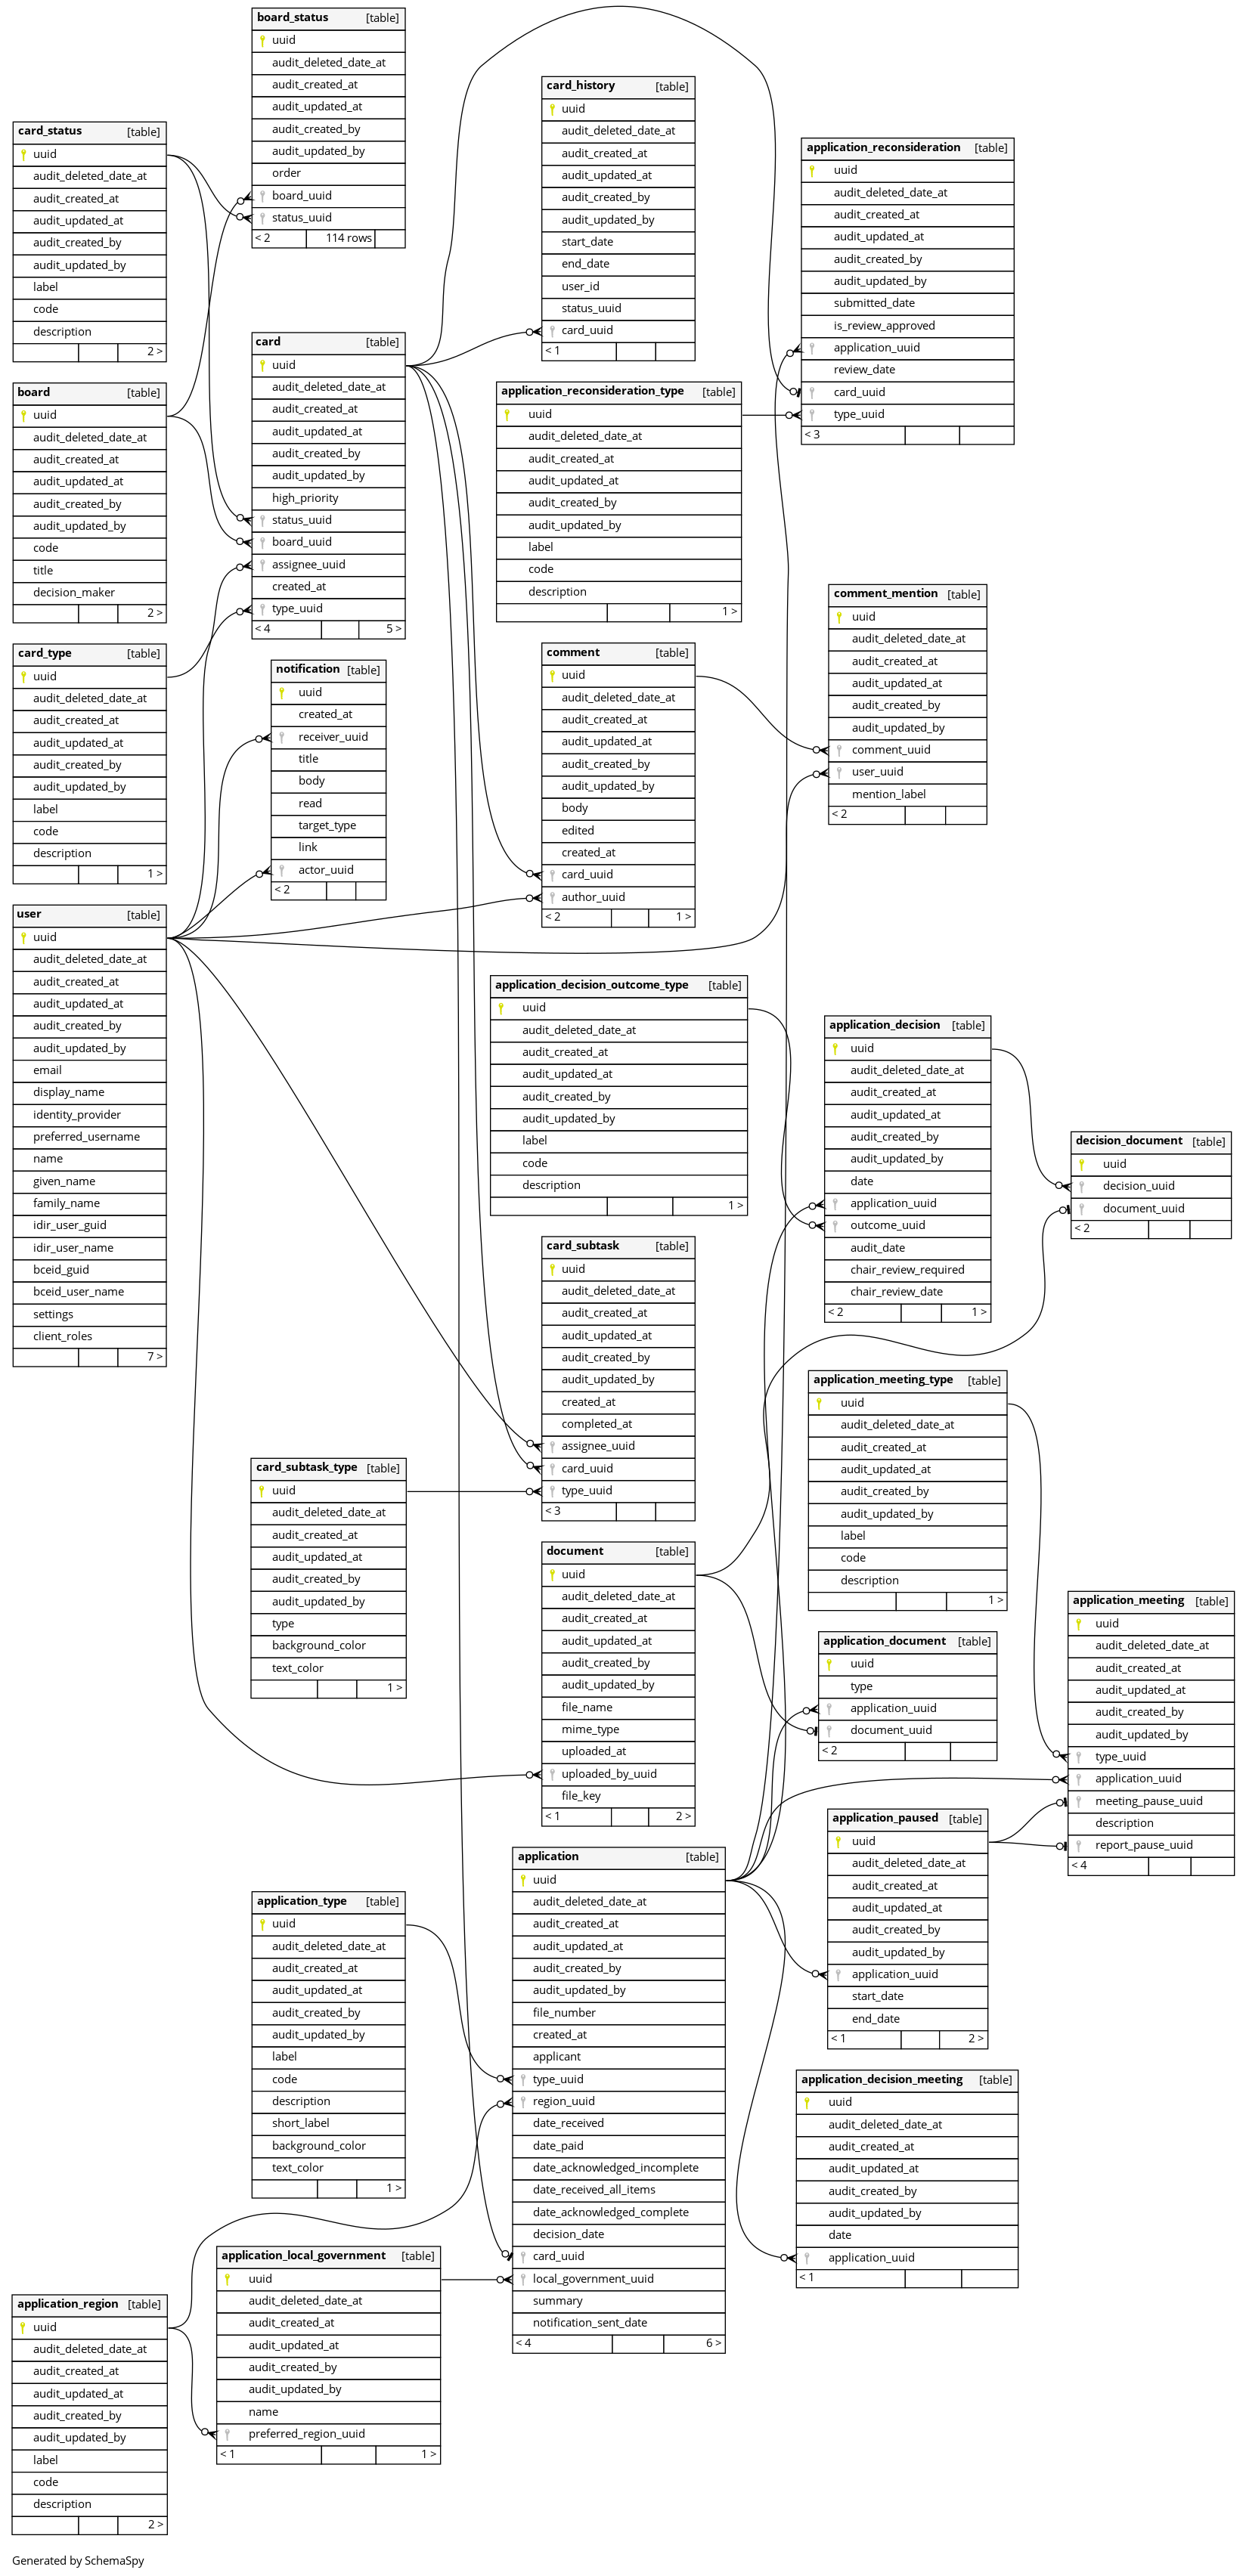 board_status [table]
uuid
audit_deleted_date_at
audit_created_at
audit_updated_at
audit_created_by
audit_updated_by
order
board_uuid
status_uuid
< 2 114 rows
card_status [table]
uuid
audit_deleted_date_at
audit_created_at
audit_updated_at
audit_created_by
audit_updated_by
label
code
description
2 >
board [table]
uuid
audit_deleted_date_at
audit_created_at
audit_updated_at
audit_created_by
audit_updated_by
code
title
decision_maker
2 >
card_type [table]
uuid
audit_deleted_date_at
audit_created_at
audit_updated_at
audit_created_by
audit_updated_by
label
code
description
1 >
user [table]
uuid
audit_deleted_date_at
audit_created_at
audit_updated_at
audit_created_by
audit_updated_by
email
display_name
identity_provider
preferred_username
name
given_name
family_name
idir_user_guid
idir_user_name
bceid_guid
bceid_user_name
settings
client_roles
7 >
card [table]
uuid
audit_deleted_date_at
audit_created_at
audit_updated_at
audit_created_by
audit_updated_by
high_priority
status_uuid
board_uuid
assignee_uuid
created_at
type_uuid
< 4 5 >
notification [table]
uuid
created_at
receiver_uuid
title
body
read
target_type
link
actor_uuid
< 2
card_history [table]
uuid
audit_deleted_date_at
audit_created_at
audit_updated_at
audit_created_by
audit_updated_by
start_date
end_date
user_id
status_uuid
card_uuid
< 1
application_reconsideration_type [table]
uuid
audit_deleted_date_at
audit_created_at
audit_updated_at
audit_created_by
audit_updated_by
label
code
description
1 >
application_reconsideration [table]
uuid
audit_deleted_date_at
audit_created_at
audit_updated_at
audit_created_by
audit_updated_by
submitted_date
is_review_approved
application_uuid
review_date
card_uuid
type_uuid
< 3
comment [table]
uuid
audit_deleted_date_at
audit_created_at
audit_updated_at
audit_created_by
audit_updated_by
body
edited
created_at
card_uuid
author_uuid
< 2 1 >
comment_mention [table]
uuid
audit_deleted_date_at
audit_created_at
audit_updated_at
audit_created_by
audit_updated_by
comment_uuid
user_uuid
mention_label
< 2
application_decision_outcome_type [table]
uuid
audit_deleted_date_at
audit_created_at
audit_updated_at
audit_created_by
audit_updated_by
label
code
description
1 >
application_decision [table]
uuid
audit_deleted_date_at
audit_created_at
audit_updated_at
audit_created_by
audit_updated_by
date
application_uuid
outcome_uuid
audit_date
chair_review_required
chair_review_date
< 2 1 >
decision_document [table]
uuid
decision_uuid
document_uuid
< 2
card_subtask [table]
uuid
audit_deleted_date_at
audit_created_at
audit_updated_at
audit_created_by
audit_updated_by
created_at
completed_at
assignee_uuid
card_uuid
type_uuid
< 3
card_subtask_type [table]
uuid
audit_deleted_date_at
audit_created_at
audit_updated_at
audit_created_by
audit_updated_by
type
background_color
text_color
1 >
document [table]
uuid
audit_deleted_date_at
audit_created_at
audit_updated_at
audit_created_by
audit_updated_by
file_name
mime_type
uploaded_at
uploaded_by_uuid
file_key
< 1 2 >
application_meeting_type [table]
uuid
audit_deleted_date_at
audit_created_at
audit_updated_at
audit_created_by
audit_updated_by
label
code
description
1 >
application_document [table]
uuid
type
application_uuid
document_uuid
< 2
application_meeting [table]
uuid
audit_deleted_date_at
audit_created_at
audit_updated_at
audit_created_by
audit_updated_by
type_uuid
application_uuid
meeting_pause_uuid
description
report_pause_uuid
< 4
application_paused [table]
uuid
audit_deleted_date_at
audit_created_at
audit_updated_at
audit_created_by
audit_updated_by
application_uuid
start_date
end_date
< 1 2 >
application [table]
uuid
audit_deleted_date_at
audit_created_at
audit_updated_at
audit_created_by
audit_updated_by
file_number
created_at
applicant
type_uuid
region_uuid
date_received
date_paid
date_acknowledged_incomplete
date_received_all_items
date_acknowledged_complete
decision_date
card_uuid
local_government_uuid
summary
notification_sent_date
< 4 6 >
application_type [table]
uuid
audit_deleted_date_at
audit_created_at
audit_updated_at
audit_created_by
audit_updated_by
label
code
description
short_label
background_color
text_color
1 >
application_decision_meeting [table]
uuid
audit_deleted_date_at
audit_created_at
audit_updated_at
audit_created_by
audit_updated_by
date
application_uuid
< 1
application_local_government [table]
uuid
audit_deleted_date_at
audit_created_at
audit_updated_at
audit_created_by
audit_updated_by
name
preferred_region_uuid
< 1 1 >
application_region [table]
uuid
audit_deleted_date_at
audit_created_at
audit_updated_at
audit_created_by
audit_updated_by
label
code
description
2 >
Generated by SchemaSpy